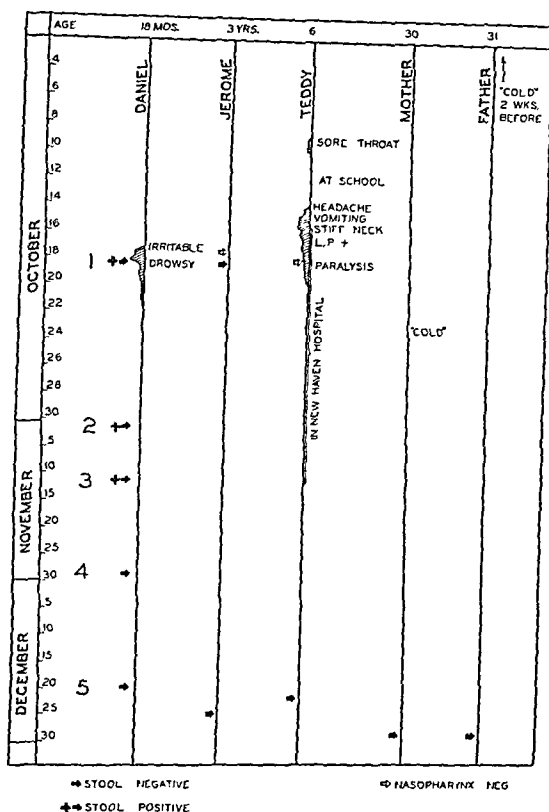 AGE 18 MOS. 3 YRS. 6 30 31
DANIEL JEROME TEDDY MOTHER FATHER
"COLD"
2 WKS.
BEFORE
SORE THROAT
AT SCHOOL
HEADACHE
VOMITING
STIFF NECK
L.P +
IRRITABLE
DROWSY
PARALYSIS
IN NEW HAVEN HOSPITAL
"COLD"
OCTOBER
4
6
8
10
12
14
16
18
20
22
24
26
28
30
NOVEMBER
5
10
15
20
25
30
DECEMBER
5
10
15
20
25
30
1
2
3
4
5
STOOL NEGATIVE
NASOPHARYNX NEG
STOOL POSITIVE